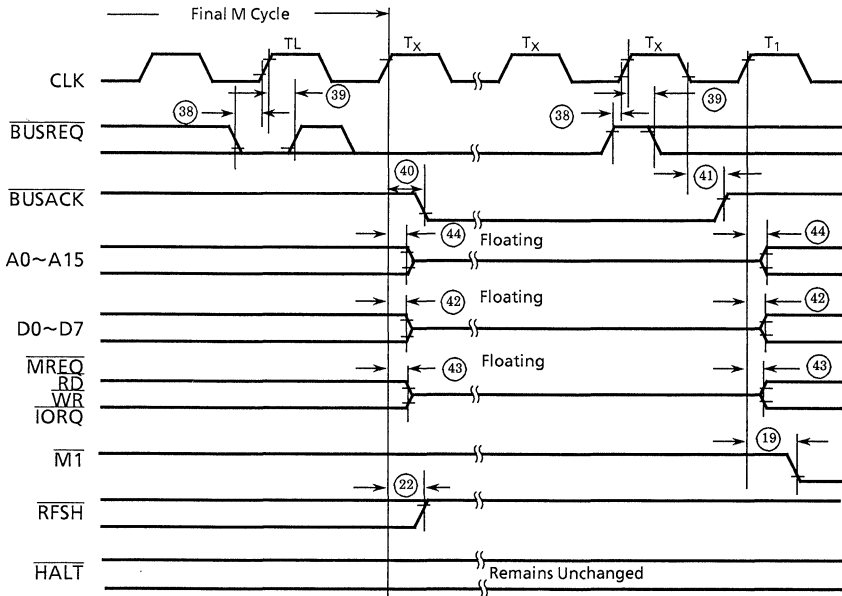 Final M Cycle
TL
TX
TX
TX
T1
CLK
38
39
38
39
BUSREQ
40
41
BUSACK
44
Floating
44
A0~A15
42
Floating
42
D0~D7
MREQ
43
Floating
43
RD
WR
IORQ
19
M1
22
RFSH
HALT
Remains Unchanged